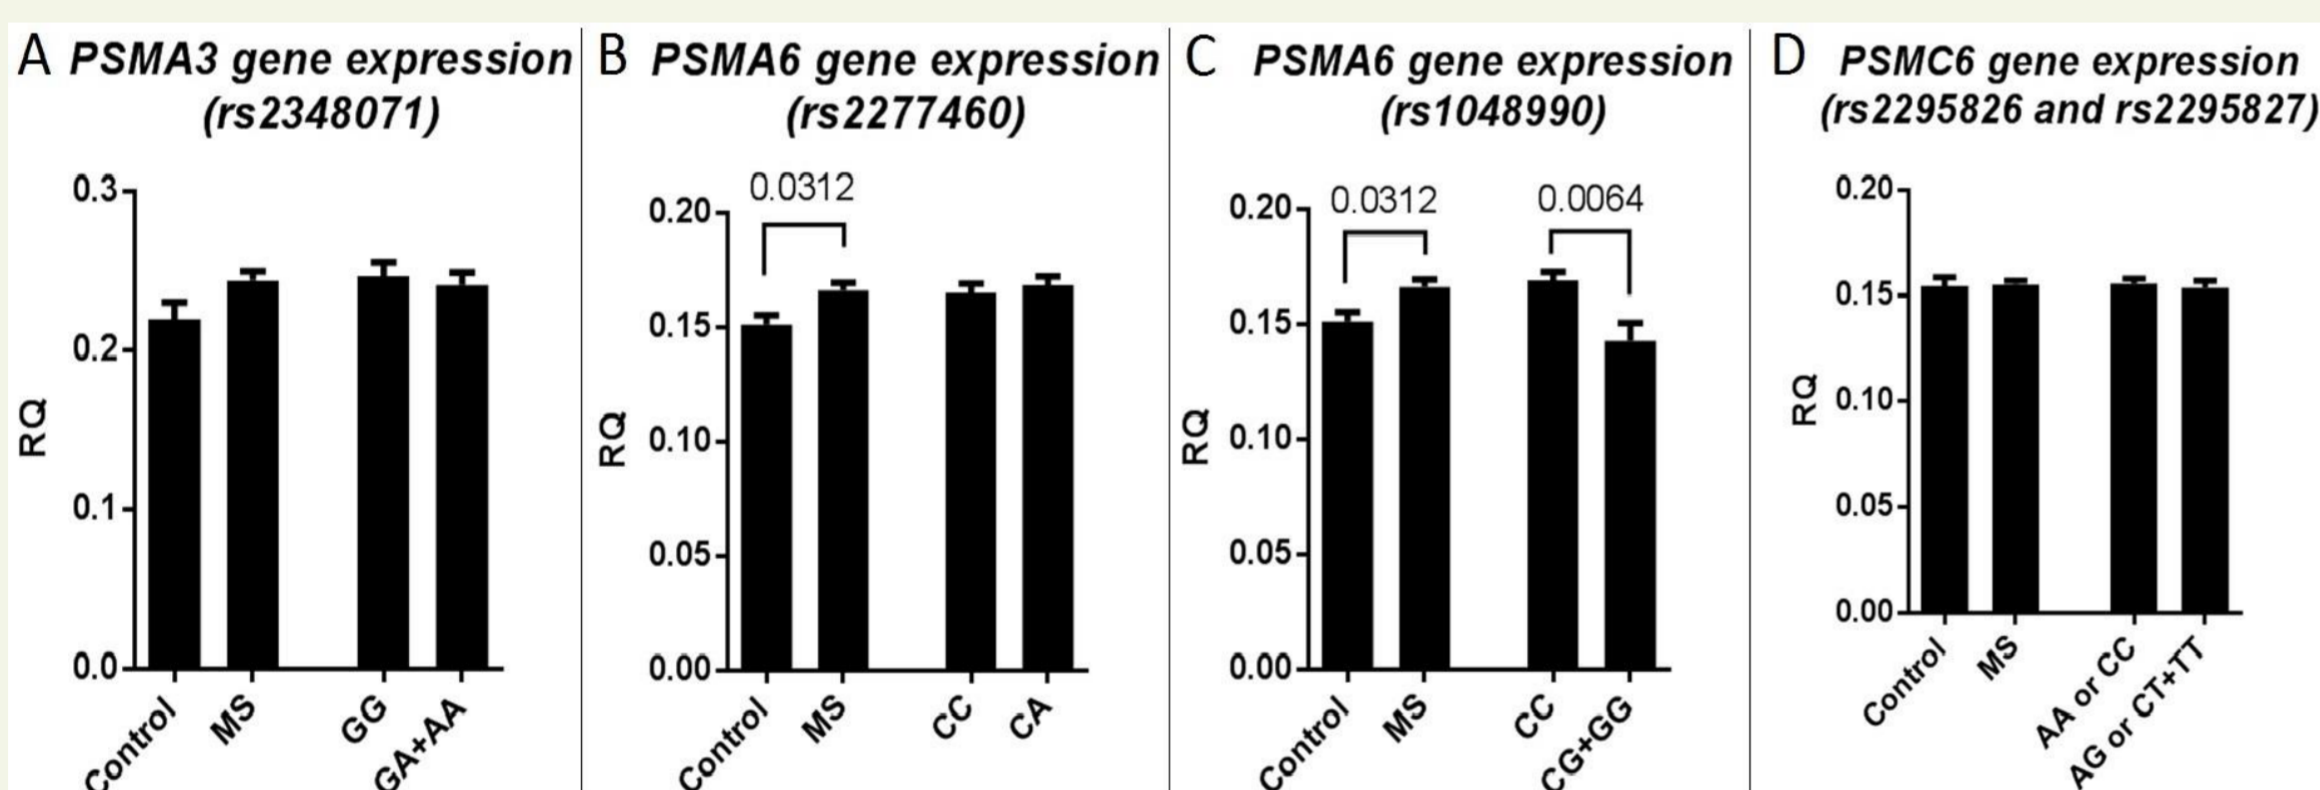 A PSMA3 gene expression
(rs2348071)
0.3
0.2
0.1
0.0
RQ
Control
MS
GG
GA+AA
B PSMA6 gene expression
(rs2277460)
0.0312
0.20
0.15
0.10
0.05
0.00
RQ
Control
MS
CC
CA
C PSMA6 gene expression
(rs1048990)
0.0312
0.0064
0.20
0.15
0.10
0.05
0.00
RQ
Control
MS
CC
CG+GG
D PSMC6 gene expression
(rs2295826 and rs2295827)
0.20
0.15
0.10
0.05
0.00
RQ
Control
MS
AA or CC
AG or CT+TT